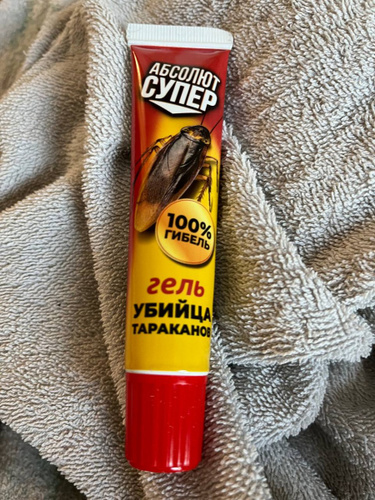 АБСОЛЮТ
СУПЕР
100%
ГИБЕЛЬ
гель
УБИЙЦА
ТАРАКАНОВ